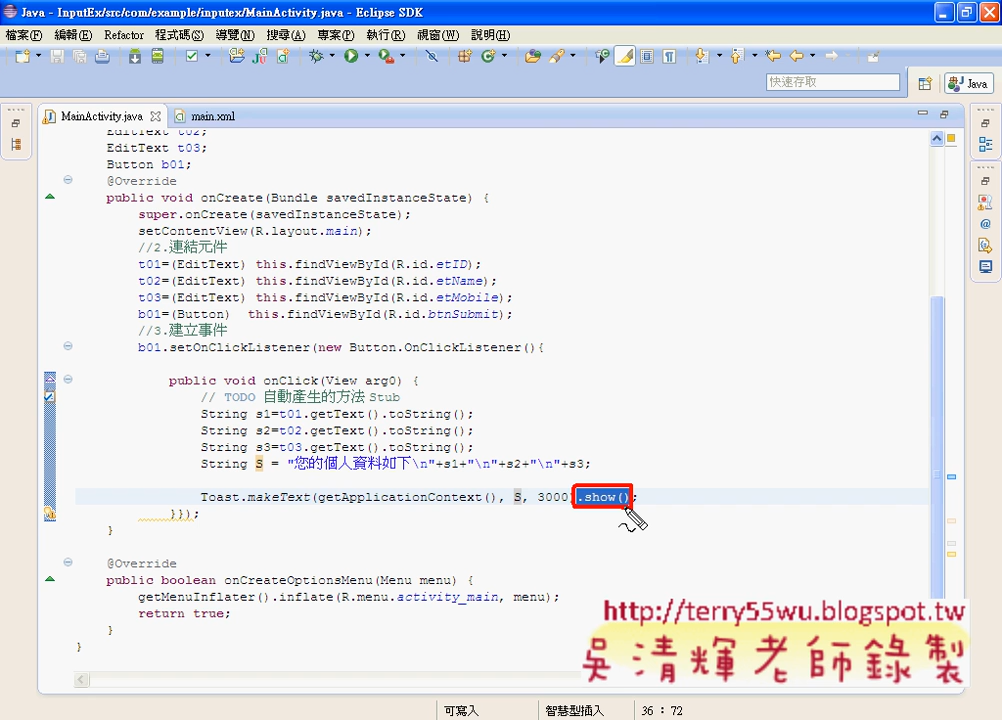 Java - InputEx/src/com/example/inputex/MainActivity.java - Eclipse SDK
檔案(F) 編輯(E) Refactor 程式碼(S) 導覽(N) 搜尋(A) 專案(P) 執行(R) 視窗(W) 說明(H)
快速存取
Java
MainActivity.java main.xml
EditText t02;
EditText t03;
Button b01;
@Override
public void onCreate(Bundle savedInstanceState) {
super.onCreate(savedInstanceState);
setContentView(R.layout.main);
//2.連結元件
t01=(EditText) this.findViewById(R.id.etID);
t02=(EditText) this.findViewById(R.id.etName);
t03=(EditText) this.findViewById(R.id.etMobile);
b01=(Button)  this.findViewById(R.id.btnSubmit);
//3.建立事件
b01.setOnClickListener(new Button.OnClickListener(){
public void onClick(View arg0) {
// TODO 自動產生的方法 Stub
String s1=t01.getText().toString();
String s2=t02.getText().toString();
String s3=t03.getText().toString();
String S = "您的個人資料如下\n"+s1+"\n"+s2+"\n"+s3;
Toast.makeText(getApplicationContext(), S, 3000).show();
}});
}
@Override
public boolean onCreateOptionsMenu(Menu menu) {
getMenuInflater().inflate(R.menu.activity_main, menu);
return true;
}
}
http://terry55wu.blogspot.tw
吳清輝老師錄製
可寫入 智慧型插入 36 : 72